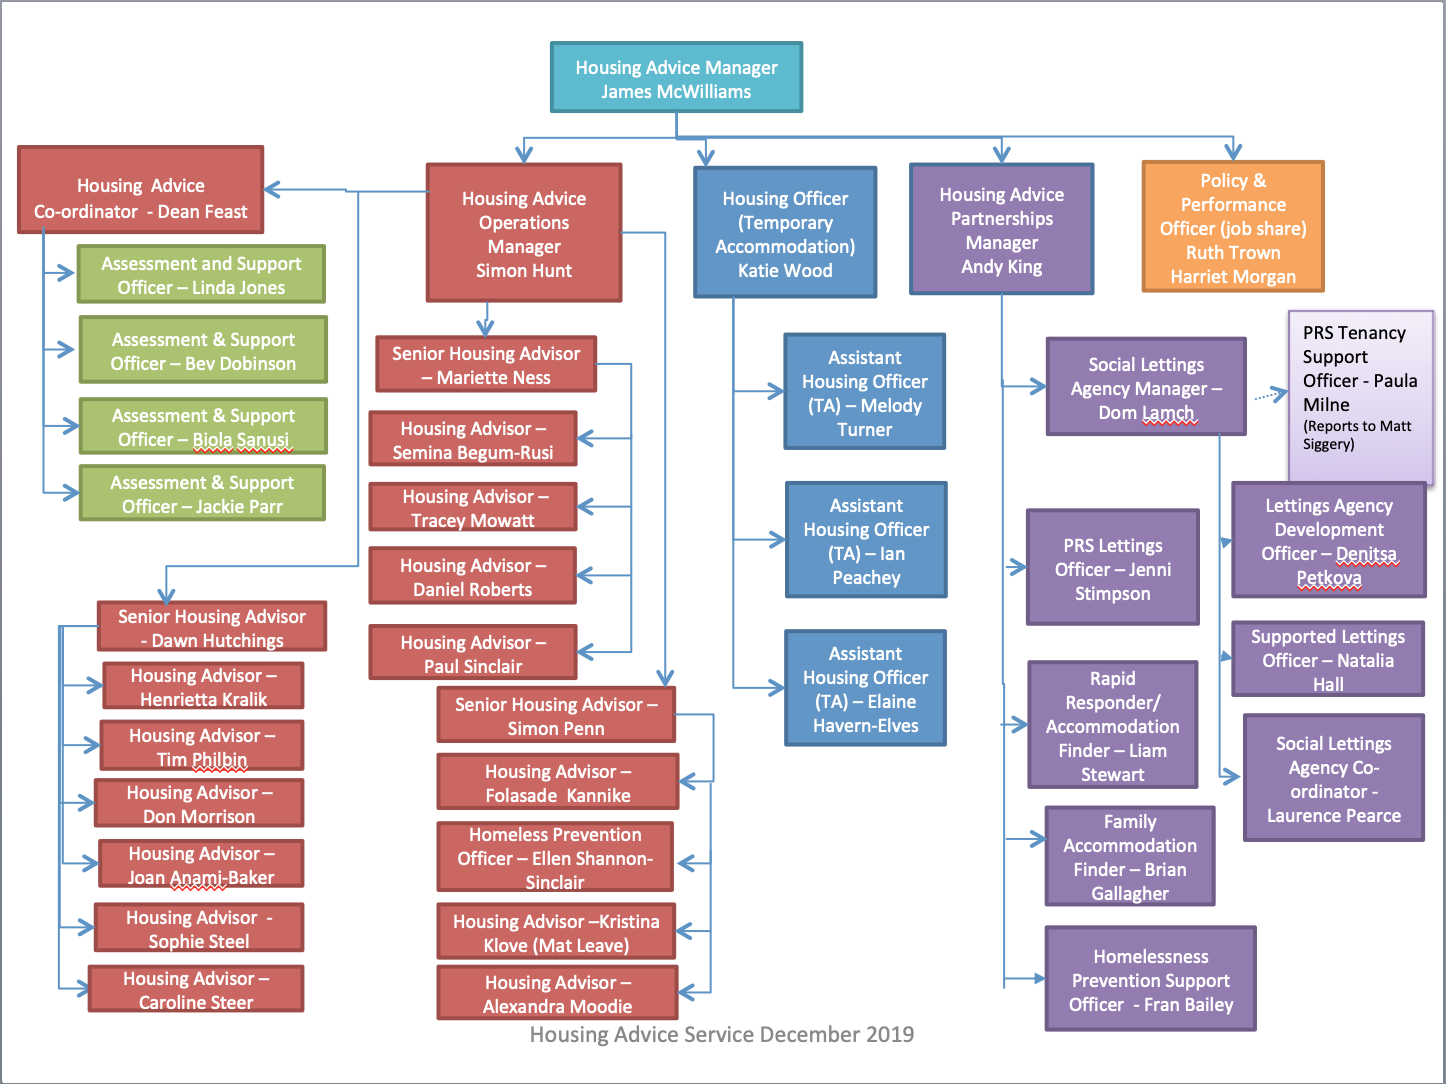 Housing Advice Manager
James McWilliams
Housing  Advice
Co-ordinator  - Dean Feast
Assessment and Support
Officer – Linda Jones
Assessment & Support
Officer – Bev Dobinson
Assessment & Support
Officer – Biola Sanusi
Assessment & Support
Officer – Jackie Parr
Housing Advice
Operations
Manager
Simon Hunt
Senior Housing Advisor
– Mariette Ness
Housing Advisor –
Semina Begum-Rusi
Housing Advisor –
Tracey Mowatt
Housing Advisor –
Daniel Roberts
Housing Advisor –
Paul Sinclair
Senior Housing Advisor
- Dawn Hutchings
Housing Advisor –
Henrietta Kralik
Housing Advisor –
Tim Philbin
Housing Advisor –
Don Morrison
Housing Advisor –
Joan Anami-Baker
Housing Advisor  -
Sophie Steel
Housing Advisor –
Caroline Steer
Senior Housing Advisor –
Simon Penn
Housing Advisor –
Folasade  Kannike
Homeless Prevention
Officer – Ellen Shannon-
Sinclair
Housing Advisor –Kristina
Klove (Mat Leave)
Housing Advisor –
Alexandra Moodie
Housing Officer
(Temporary
Accommodation)
Katie Wood
Assistant
Housing Officer
(TA) – Melody
Turner
Assistant
Housing Officer
(TA) – Ian
Peachey
Assistant
Housing Officer
(TA) – Elaine
Havern-Elves
Housing Advice
Partnerships
Manager
Andy King
Social Lettings
Agency Manager –
Dom Lamch
PRS Lettings
Officer – Jenni
Stimpson
Rapid
Responder/
Accommodation
Finder – Liam
Stewart
Family
Accommodation
Finder – Brian
Gallagher
Homelessness
Prevention Support
Officer  - Fran Bailey
Policy &
Performance
Officer (job share)
Ruth Trown
Harriet Morgan
PRS Tenancy
Support
Officer - Paula
Milne
(Reports to Matt
Siggery)
Lettings Agency
Development
Officer – Denitsa
Petkova
Supported Lettings
Officer – Natalia
Hall
Social Lettings
Agency Co-
ordinator -
Laurence Pearce
Housing Advice Service December 2019